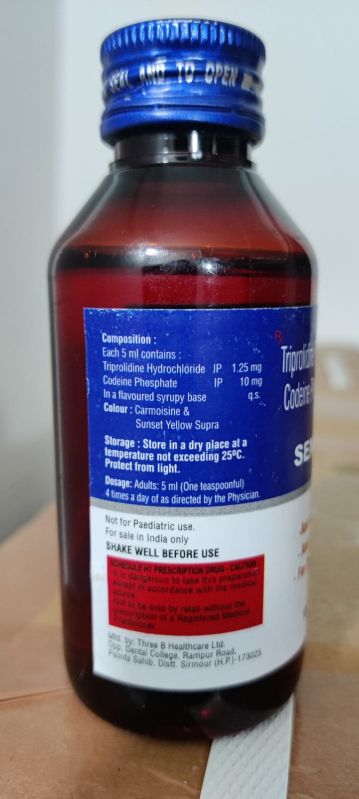 SEAL AND TO OPEN
Composition :
Each 5 ml contains :
Triprolidine Hydrochloride IP 1.25 mg
Codeine Phosphate IP 10 mg
In a flavoured syrupy base q.s.
Colour : Carmoisine &
Sunset Yellow Supra
Storage : Store in a dry place at a
temperature not exceeding 25ºC.
Protect from light.
Dosage: Adults: 5 ml (One teaspoonful)
4 times a day of as directed by the Physician.
Not for Paediatric use.
For sale in India only
SHAKE WELL BEFORE USE
SCHEDULE H1 PRESCRIPTION DRUG - CAUTION
It is dangerous to take this preparation
except in accordance with the medical
advice.
Not to be sold by retail without the
prescription of a Registered Medical
Practitioner.
Mfd. by: Three B Healthcare Ltd.
Opp. Dental College, Rampur Road,
Paonta Sahib, Distt. Sirmour (H.P.)-173025
Triprolidine
Codeine P